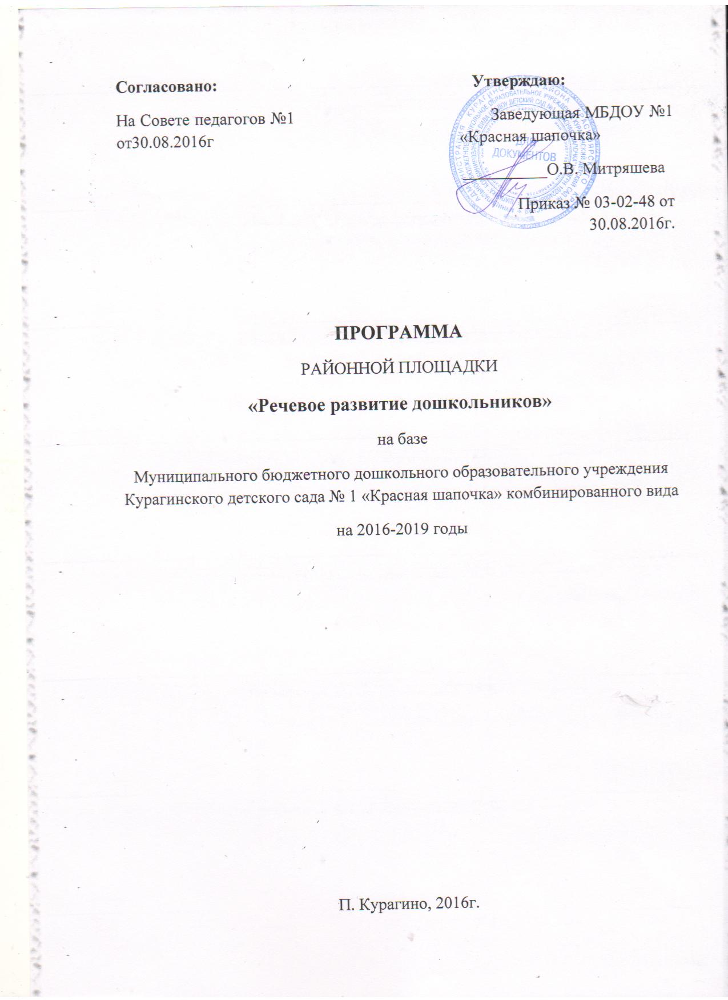 Согласовано:
На Совете педагогов №1
от30.08.2016г
Утверждаю:
Заведующая МБДОУ №1
«Красная шапочка»
О.В. Митряшева
Приказ № 03-02-48 от
30.08.2016г.
ДЛЯ
ДОКУМЕНТОВ
ПРОГРАММА
РАЙОННОЙ ПЛОЩАДКИ
«Речевое развитие дошкольников»
на базе
Муниципального бюджетного дошкольного образовательного учреждения
Курагинского детского сада № 1 «Красная шапочка» комбинированного вида
на 2016-2019 годы
П. Курагино, 2016г.